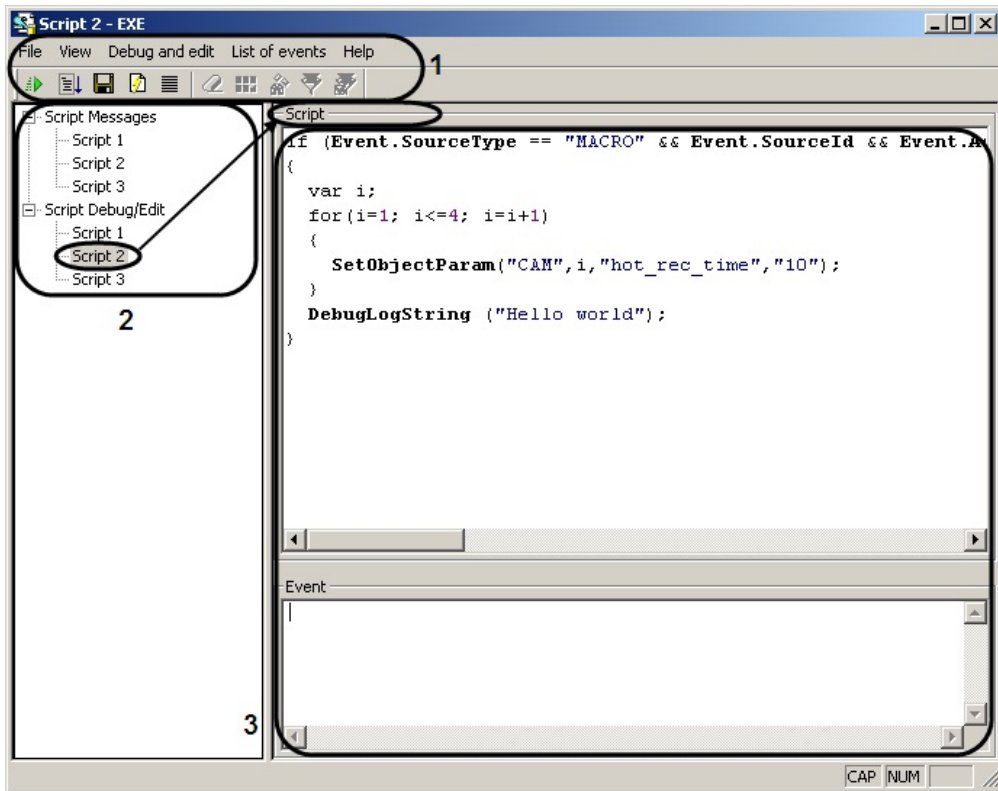 Script 2 - EXE
File View Debug and edit List of events Help
1
Script Messages
Script 1
Script 2
Script 3
Script Debug/Edit
Script 1
Script 2
Script 3
2
Script
if (Event.SourceType == "MACRO" && Event.SourceId && Event.A
{
var i;
for(i=1; i<=4; i=i+1)
{
SetObjectParam("CAM",i,"hot_rec_time","10");
}
DebugLogString ("Hello world");
}
Event
3
CAP NUM